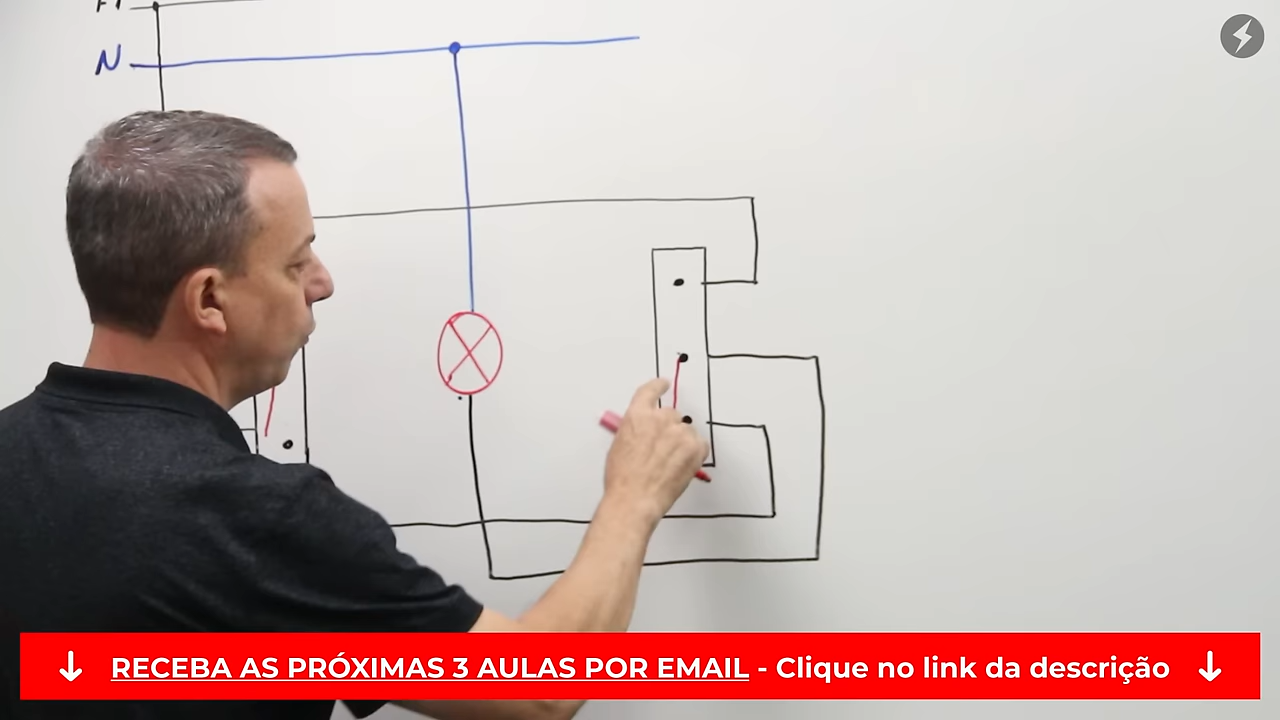 N
RECEBA AS PRÓXIMAS 3 AULAS POR EMAIL - Clique no link da descrição